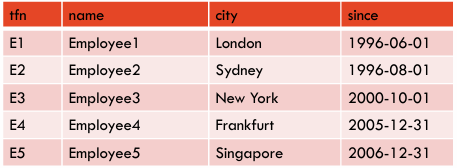 tfn name city since
E1 Employee1 London 1996-06-01
E2 Employee2 Sydney 1996-08-01
E3 Employee3 New York 2000-10-01
E4 Employee4 Frankfurt 2005-12-31
E5 Employee5 Singapore 2006-12-31